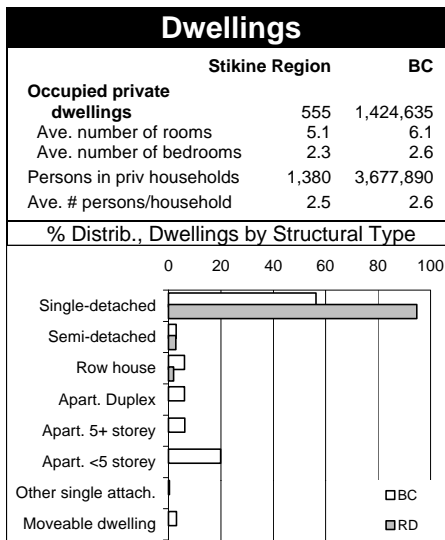 Dwellings
Stikine Region BC
Occupied private
dwellings 555 1,424,635
Ave. number of rooms 5.1 6.1
Ave. number of bedrooms 2.3 2.6
Persons in priv households 1,380 3,677,890
Ave. # persons/household 2.5 2.6
% Distrib., Dwellings by Structural Type
0 20 40 60 80 100
Single-detached
Semi-detached
Row house
Apart. Duplex
Apart. 5+ storey
Apart. <5 storey
Other single attach.
BC
Moveable dwelling
RD